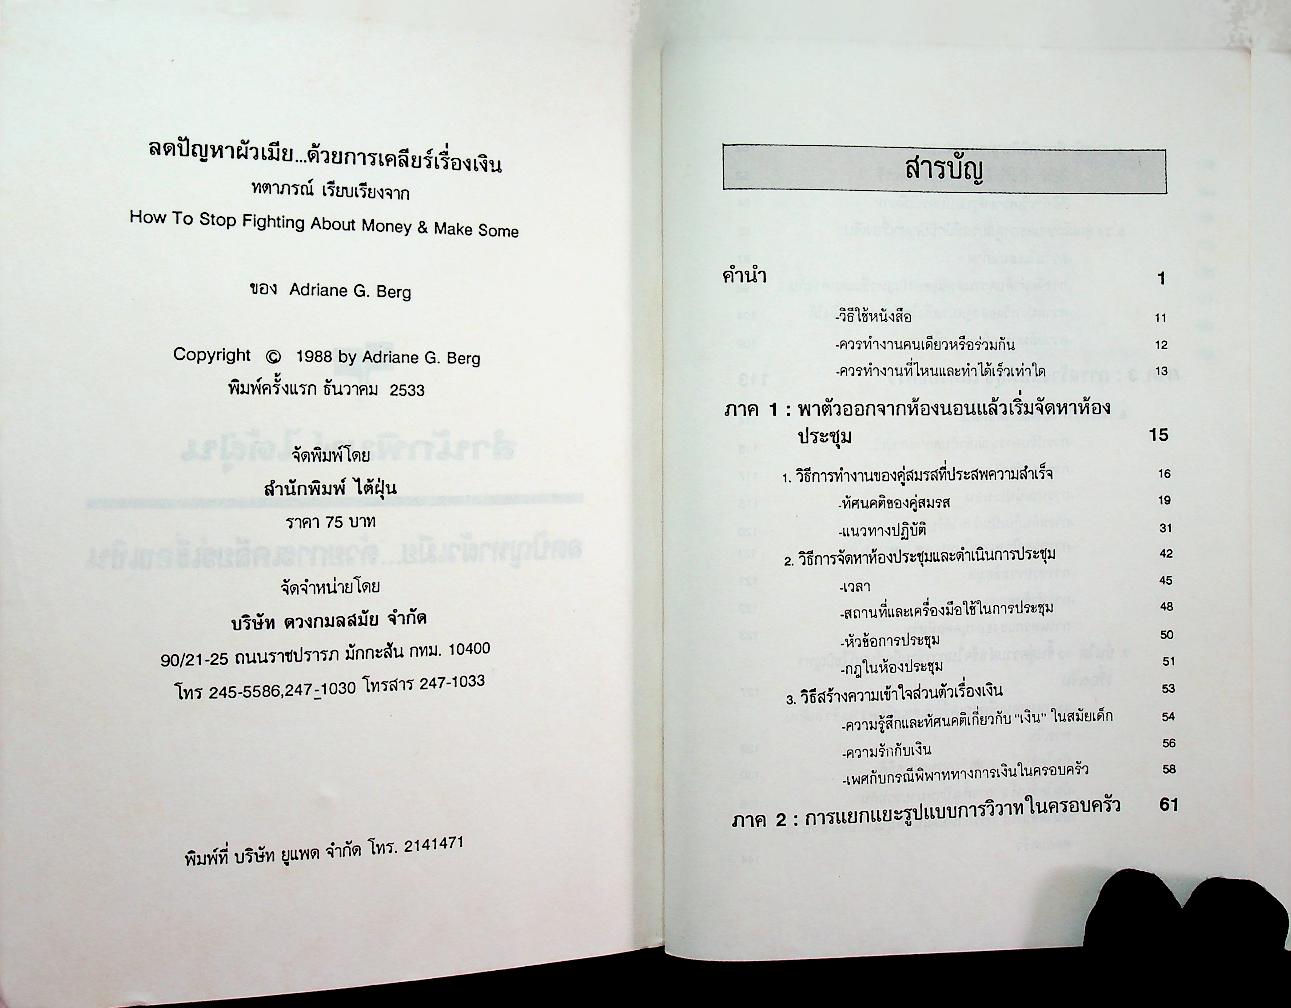 ลดปัญหาผัวเมีย...ด้วยการเคลียร์เรื่องเงิน
ทตาภรณ์ เรียบเรียงจาก
How To Stop Fighting About Money & Make Some
ของ Adriane G. Berg
Copyright © 1988 by Adriane G. Berg
พิมพ์ครั้งแรก ธันวาคม 2533
จัดพิมพ์โดย
สำนักพิมพ์ ไต้ฝุ่น
ราคา 75 บาท
จัดจำหน่ายโดย
บริษัท ดวงกมลสมัย จำกัด
90/21-25 ถนนราชปรารภ มักกะสัน กทม. 10400
โทร 245-5586,247-1030 โทรสาร 247-1033
พิมพ์ที่ บริษัท ยูแพด จำกัด โทร. 2141471
สารบัญ
คำนำ 1
-วิธีใช้หนังสือ 11
-ควรทำงานคนเดียวหรือร่วมกัน 12
-ควรทำงานที่ไหนและทำได้เร็วเท่าใด 13
ภาค 1 : พาตัวออกจากห้องนอนแล้วเริ่มจัดหาห้อง
ประชุม 15
1. วิธีการทำงานของคู่สมรสที่ประสพความสำเร็จ 16
-ทัศนคติของคู่สมรส 19
-แนวทางปฏิบัติ 31
2. วิธีการจัดหาห้องประชุมและดำเนินการประชุม 42
-เวลา 45
-สถานที่และเครื่องมือใช้ในการประชุม 48
-หัวข้อการประชุม 50
-กฎในห้องประชุม 51
3. วิธีสร้างความเข้าใจส่วนตัวเรื่องเงิน 53
-ความรู้สึกและทัศนคติเกี่ยวกับ "เงิน" ในสมัยเด็ก 54
-ความรักกับเงิน 56
-เพศกับกรณีพิพาททางการเงินในครอบครัว 58
ภาค 2 : การแยกแยะรูปแบบการวิวาทในครอบครัว 61